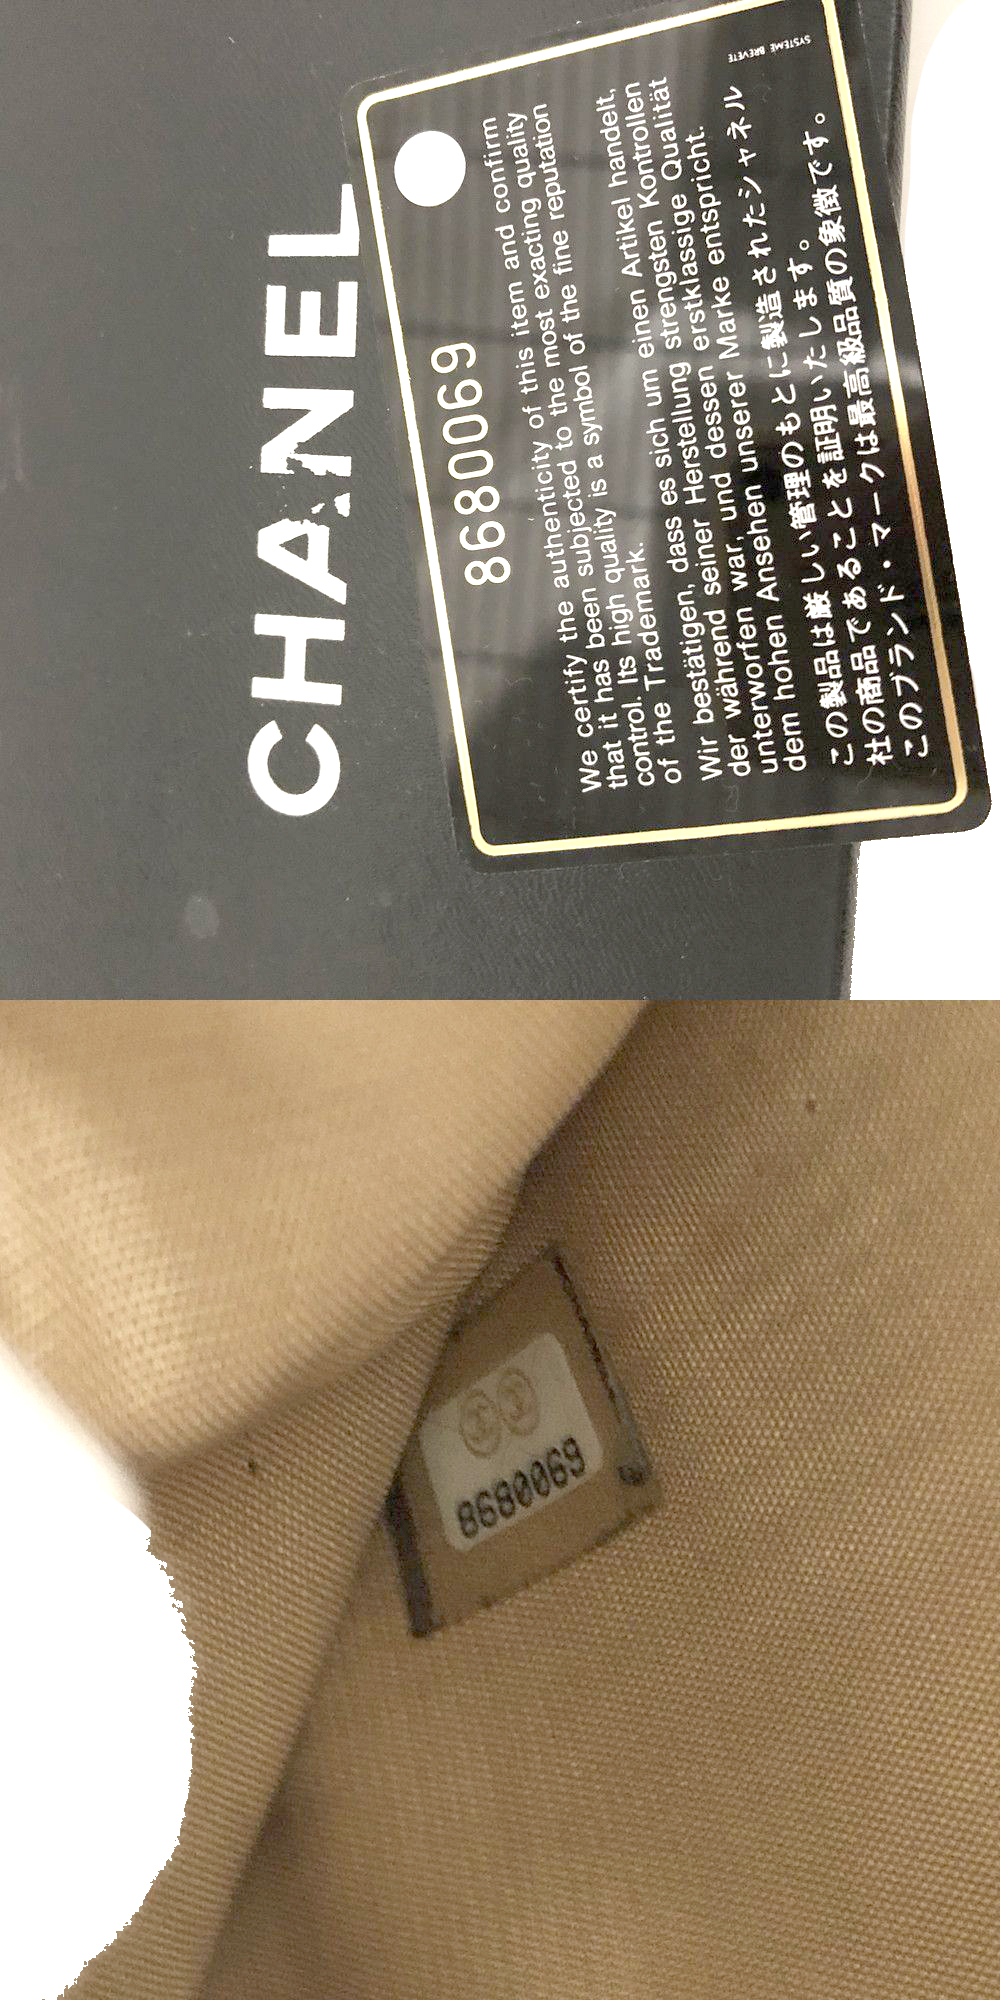 CHANEL
8680069
We certify the authenticity of this item and confirm
that it has been subjected to the most exacting quality
control. Its high quality is a symbol of the fine reputation
of the Trademark.
Wir bestätigen, dass es sich um einen Artikel handelt,
der während seiner Herstellung strengsten Kontrollen
unterworfen war, und dessen erstklassige Qualität
dem hohen Ansehen unserer Marke entspricht.
この製品は厳しい管理のもとに製造されたシャネル
社の商品であることを証明いたします。
このブランド・マークは最高級品質の象徴です。
SYSTEME BREVETE
8680069